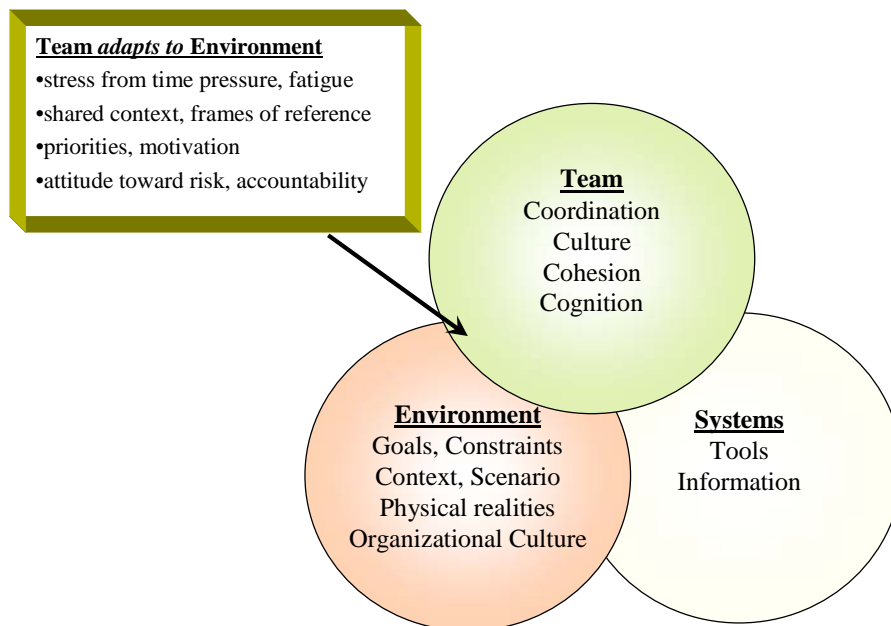 Team adapts to Environment
•stress from time pressure, fatigue
•shared context, frames of reference
•priorities, motivation
•attitude toward risk, accountability
Team
Coordination
Culture
Cohesion
Cognition
Environment
Goals, Constraints
Context, Scenario
Physical realities
Organizational Culture
Systems
Tools
Information